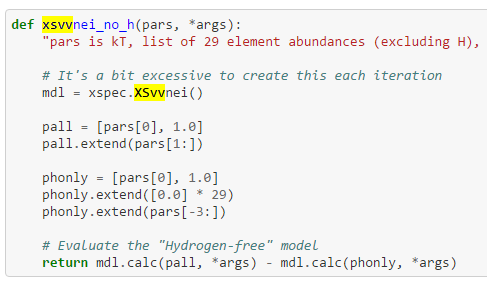 def xsvvnei_no_h(pars, *args):
    "pars is kT, list of 29 element abundances (excluding H),
    # It's a bit excessive to create this each iteration
    mdl = xspec.XSvvnei()
    pall = [pars[0], 1.0]
    pall.extend(pars[1:])
    phonly = [pars[0], 1.0]
    phonly.extend([0.0] * 29)
    phonly.extend(pars[-3:])
    # Evaluate the "Hydrogen-free" model
    return mdl.calc(pall, *args) - mdl.calc(phonly, *args)